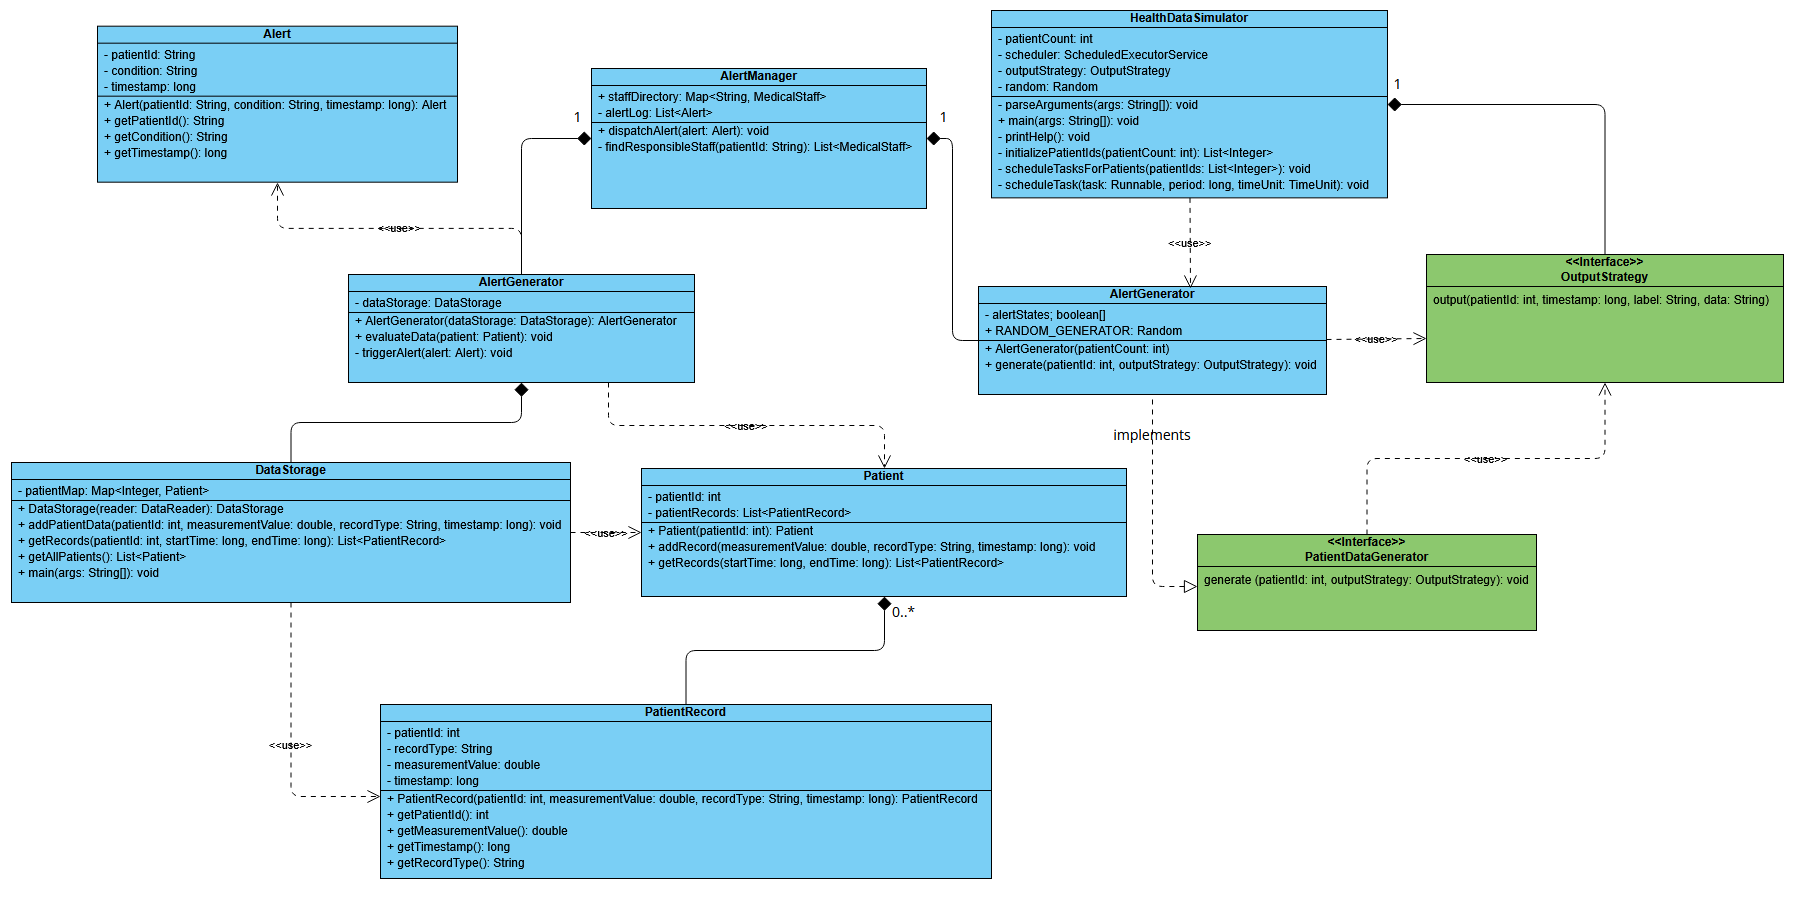 Alert
- patientId: String
- condition: String
- timestamp: long
+ Alert(patientId: String, condition: String, timestamp: long): Alert
+ getPatientId(): String
+ getCondition(): String
+ getTimestamp(): long
AlertManager
+ staffDirectory: Map<String, MedicalStaff>
- alertLog: List<Alert>
+ dispatchAlert(alert: Alert): void
- findResponsibleStaff(patientId: String): List<MedicalStaff>
1
1
HealthDataSimulator
- patientCount: int
- scheduler: ScheduledExecutorService
- outputStrategy: OutputStrategy
- random: Random
- parseArguments(args: String[]): void
+ main(args: String[]): void
- printHelp(): void
- initializePatientIds(patientCount: int): List<Integer>
- scheduleTasksForPatients(patientIds: List<Integer>): void
- scheduleTask(task: Runnable, period: long, timeUnit: TimeUnit): void
1
<<use>>
<<use>>
AlertGenerator
- dataStorage: DataStorage
+ AlertGenerator(dataStorage: DataStorage): AlertGenerator
+ evaluateData(patient: Patient): void
- triggerAlert(alert: Alert): void
AlertGenerator
- alertStates; boolean[]
+ RANDOM_GENERATOR: Random
+ AlertGenerator(patientCount: int)
+ generate(patientId: int, outputStrategy: OutputStrategy): void
<<use>>
<<Interface>>
OutputStrategy
output(patientId: int, timestamp: long, label: String, data: String)
<<use>>
implements
<<use>>
DataStorage
- patientMap: Map<Integer, Patient>
+ DataStorage(reader: DataReader): DataStorage
+ addPatientData(patientId: int, measurementValue: double, recordType: String, timestamp: long): void
+ getRecords(patientId: int, startTime: long, endTime: long): List<PatientRecord>
+ getAllPatients(): List<Patient>
+ main(args: String[]): void
<<use>>
Patient
- patientId: int
- patientRecords: List<PatientRecord>
+ Patient(patientId: int): Patient
+ addRecord(measurementValue: double, recordType: String, timestamp: long): void
+ getRecords(startTime: long, endTime: long): List<PatientRecord>
0..*
<<Interface>>
PatientDataGenerator
generate (patientId: int, outputStrategy: OutputStrategy): void
<<use>>
PatientRecord
- patientId: int
- recordType: String
- measurementValue: double
- timestamp: long
+ PatientRecord(patientId: int, measurementValue: double, recordType: String, timestamp: long): PatientRecord
+ getPatientId(): int
+ getMeasurementValue(): double
+ getTimestamp(): long
+ getRecordType(): String